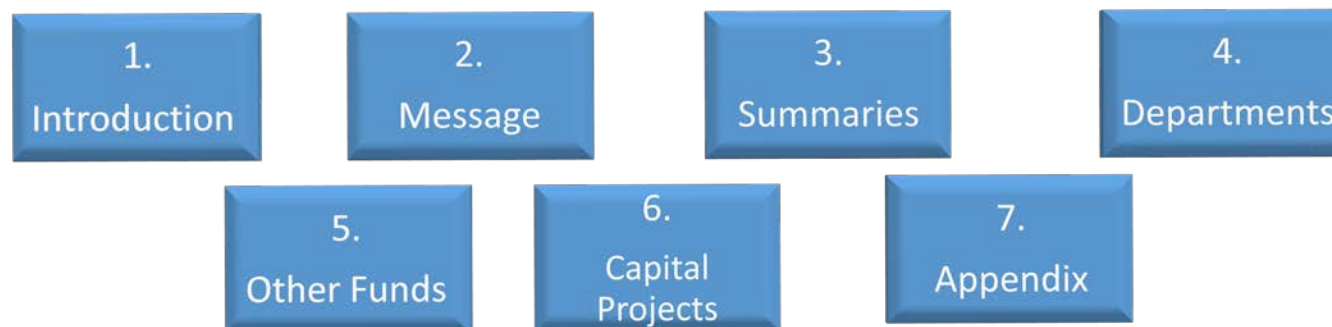 1.
Introduction
2.
Message
3.
Summaries
4.
Departments
5.
Other Funds
6.
Capital
Projects
7.
Appendix